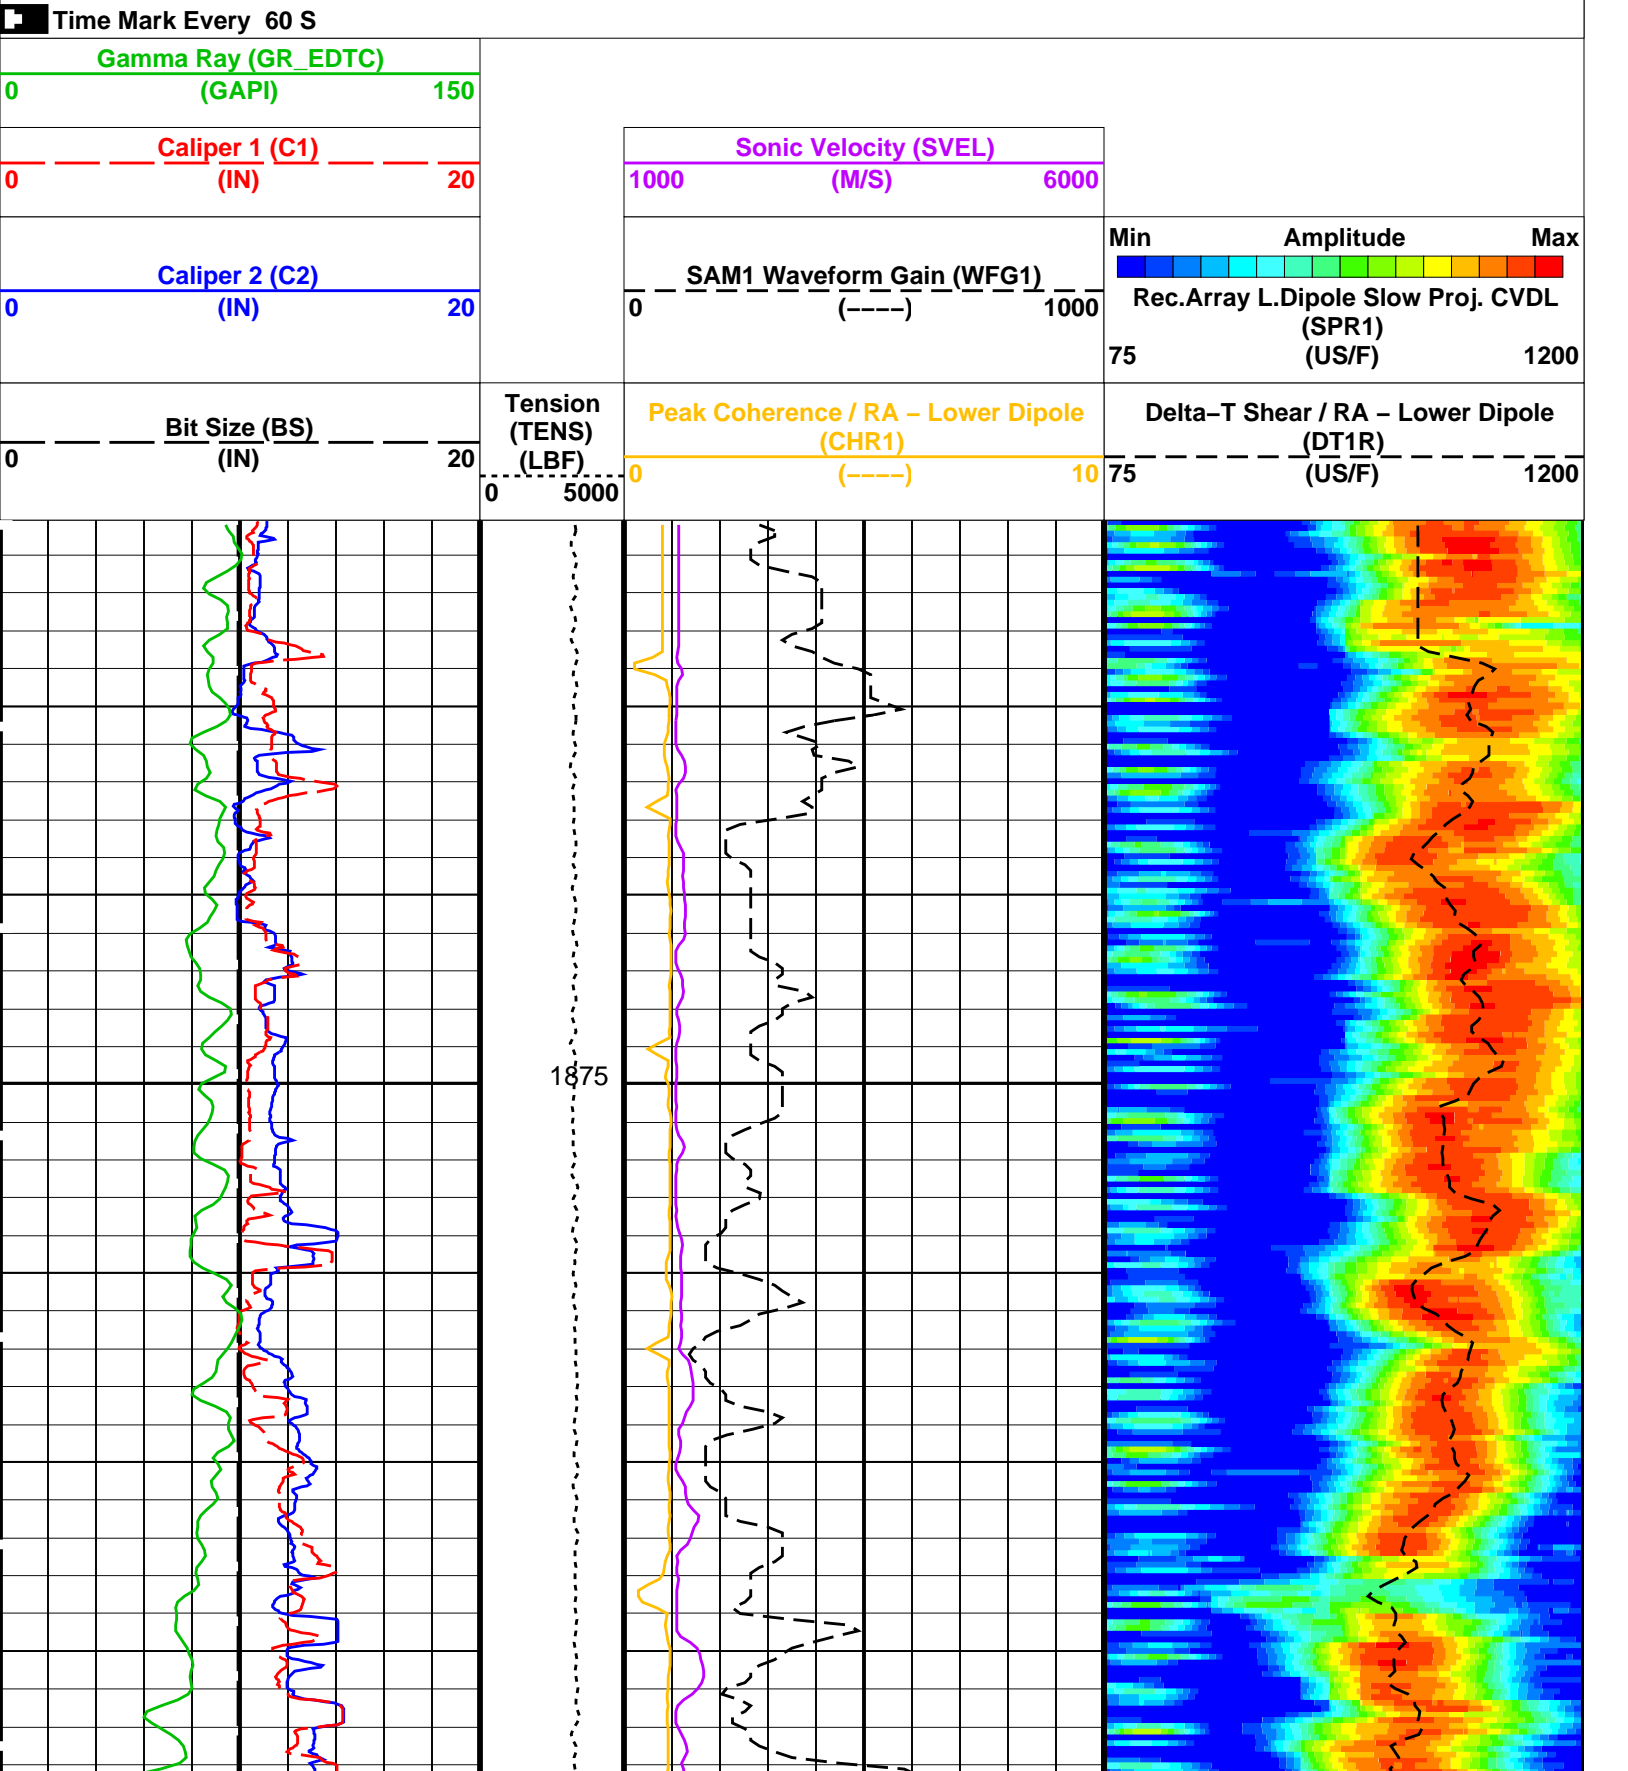 Time Mark Every 60 S
Gamma Ray (GR_EDTC)
0 (GAPI) 150
Caliper 1 (C1)
0 (IN) 20
Caliper 2 (C2)
0 (IN) 20
Bit Size (BS)
0 (IN) 20
Tension
(TENS)
(LBF)
0 5000
Sonic Velocity (SVEL)
1000 (M/S) 6000
SAM1 Waveform Gain (WFG1)
0 (−−−−) 1000
Peak Coherence / RA − Lower Dipole
(CHR1)
0 (−−−−) 10
Min Amplitude Max
Rec.Array L.Dipole Slow Proj. CVDL
(SPR1)
75 (US/F) 1200
Delta−T Shear / RA − Lower Dipole
(DT1R)
75 (US/F) 1200
1875